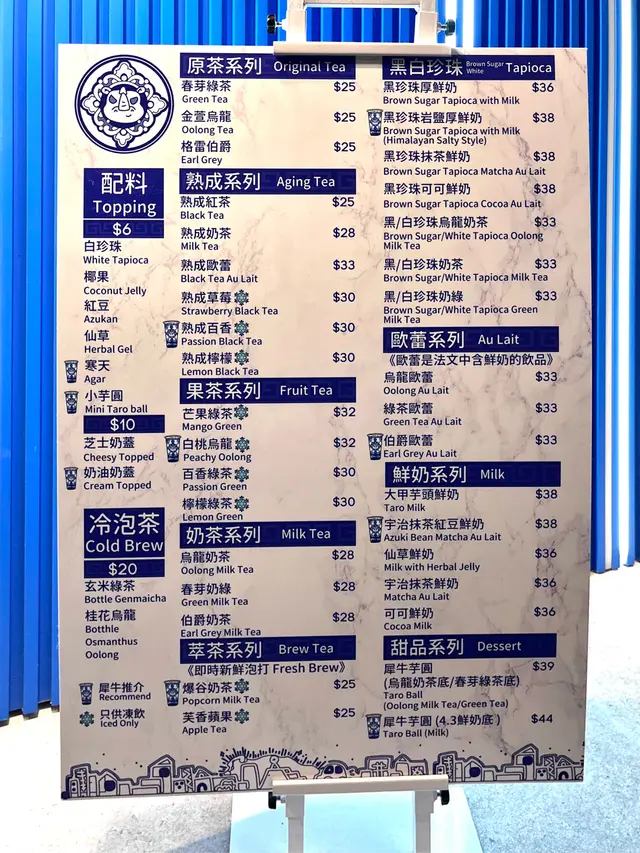 配料
Topping
$6
白珍珠
White Tapioca
椰果
Coconut Jelly
紅豆
Azukan
仙草
Herbal Gel
寒天
Agar
小芋圓
Mini Taro ball
$10
芝士奶蓋
Cheesy Topped
奶油奶蓋
Cream Topped
冷泡茶
Cold Brew
$20
玄米綠茶
Bottle Genmaicha
桂花烏龍
Botthle
Osmanthus
Oolong
犀牛推介
Recommend
只供凍飲
Iced Only
原茶系列 Original Tea
春芽綠茶 $25
Green Tea
金萱烏龍 $25
Oolong Tea
格雷伯爵 $25
Earl Grey
熟成系列 Aging Tea
熟成紅茶 $25
Black Tea
熟成奶茶 $28
Milk Tea
熟成歐蕾 $33
Black Tea Au Lait
熟成草莓 $30
Strawberry Black Tea
熟成百香 $30
Passion Black Tea
熟成檸檬 $30
Lemon Black Tea
果茶系列 Fruit Tea
芒果綠茶 $32
Mango Green
白桃烏龍 $32
Peachy Oolong
百香綠茶 $30
Passion Green
檸檬綠茶 $30
Lemon Green
奶茶系列 Milk Tea
烏龍奶茶 $28
Oolong Milk Tea
春芽奶綠 $28
Green Milk Tea
伯爵奶茶 $28
Earl Grey Milk Tea
萃茶系列 Brew Tea
《即時新鮮泡打 Fresh Brew》
爆谷奶茶 $25
Popcorn Milk Tea
芙香蘋果 $25
Apple Tea
黑白珍珠 Brown Sugar White Tapioca
黑珍珠厚鮮奶 $36
Brown Sugar Tapioca with Milk
黑珍珠岩鹽厚鮮奶 $38
Brown Sugar Tapioca with Milk
(Himalayan Salty Style)
黑珍珠抹茶鮮奶 $38
Brown Sugar Tapioca Matcha Au Lait
黑珍珠可可鮮奶 $38
Brown Sugar Tapioca Cocoa Au Lait
黑/白珍珠烏龍奶茶 $33
Brown Sugar/White Tapioca Oolong
Milk Tea
黑/白珍珠奶茶 $33
Brown Sugar/White Tapioca Milk Tea
黑/白珍珠奶綠 $33
Brown Sugar/White Tapioca Green
Milk Tea
歐蕾系列 Au Lait
《歐蕾是法文中含鮮奶的飲品》
烏龍歐蕾 $33
Oolong Au Lait
綠茶歐蕾 $33
Green Tea Au Lait
伯爵歐蕾 $33
Earl Grey Au Lait
鮮奶系列 Milk
大甲芋頭鮮奶 $38
Taro Milk
宇治抹茶紅豆鮮奶 $38
Azuki Bean Matcha Au Lait
仙草鮮奶 $36
Milk with Herbal Jelly
宇治抹茶鮮奶 $36
Matcha Au Lait
可可鮮奶 $36
Cocoa Milk
甜品系列 Dessert
犀牛芋圓 $39
(烏龍奶茶底/春芽綠茶底)
Taro Ball
(Oolong Milk Tea/Green Tea)
犀牛芋圓 (4.3鮮奶底) $44
Taro Ball (Milk)